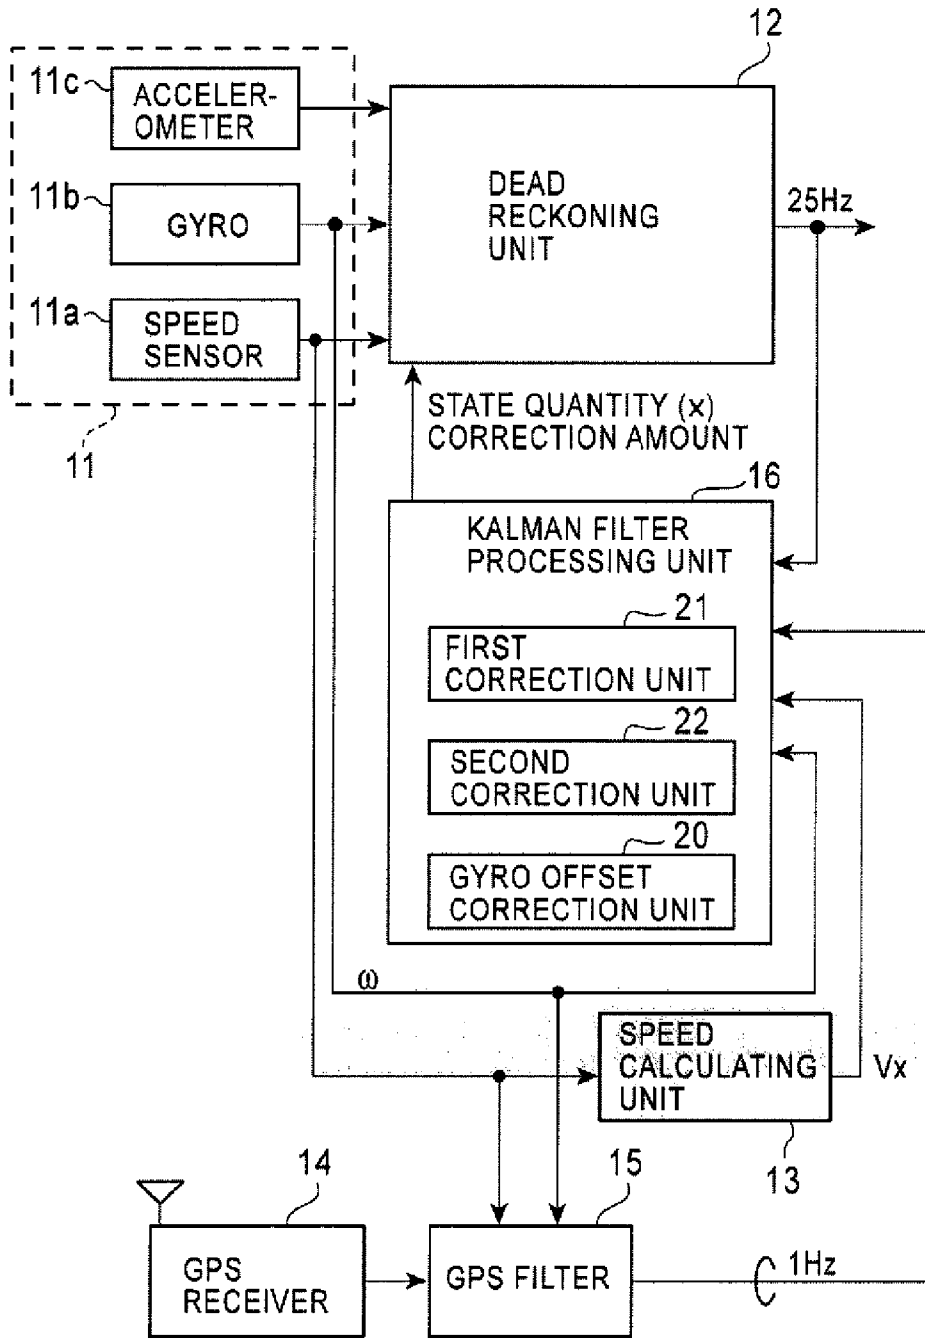 12
11c
ACCELER-
OMETER
11b
GYRO
11a
SPEED
SENSOR
11
DEAD
RECKONING
UNIT
25Hz
STATE QUANTITY (x)
CORRECTION AMOUNT
16
KALMAN FILTER
PROCESSING UNIT
21
FIRST
CORRECTION UNIT
22
SECOND
CORRECTION UNIT
20
GYRO OFFSET
CORRECTION UNIT
ω
SPEED
CALCULATING
UNIT
Vx
13
14
GPS
RECEIVER
15
GPS FILTER
1Hz